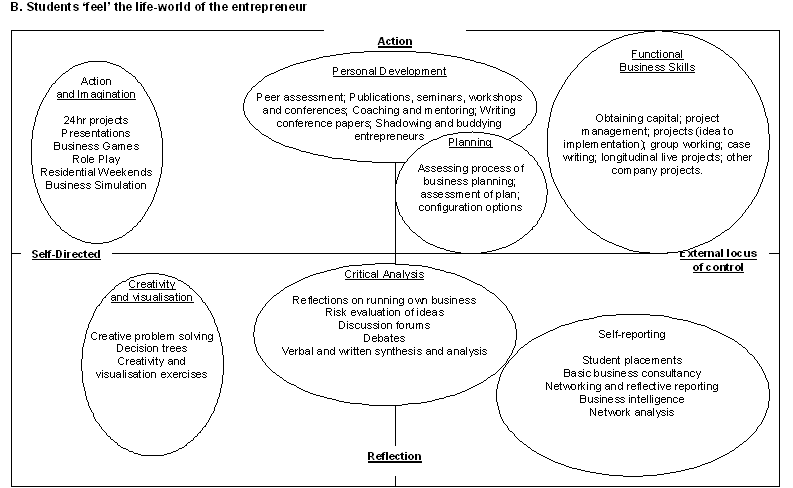 B. Students ‘feel’ the life-world of the entrepreneur
Action
Action
and Imagination
24hr projects
Presentations
Business Games
Role Play
Residential Weekends
Business Simulation
Personal Development
Peer assessment; Publications, seminars, workshops
and conferences; Coaching and mentoring; Writing
conference papers; Shadowing and buddying
entrepreneurs
Planning
Assessing process of
business planning;
assessment of plan;
configuration options
Functional
Business Skills
Obtaining capital; project
management; projects (idea to
implementation); group working; case
writing; longitudinal live projects; other
company projects.
Self-Directed
External locus
of control
Creativity
and visualisation
Creative problem solving
Decision trees
Creativity and
visualisation exercises
Critical Analysis
Reflections on running own business
Risk evaluation of ideas
Discussion forums
Debates
Verbal and written synthesis and analysis
Self-reporting
Student placements
Basic business consultancy
Networking and reflective reporting
Business intelligence
Network analysis
Reflection